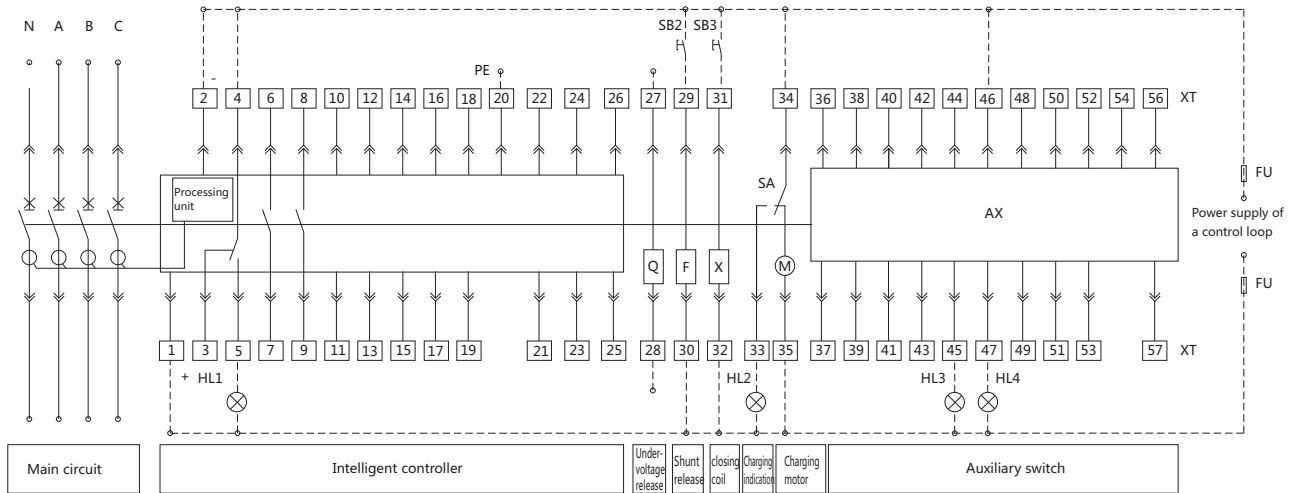 N A B C
SB2 SB3
PE
-
2 4 6 8 10 12 14 16 18 20 22 24 26 27 29 31 34 36 38 40 42 44 46 48 50 52 54 56 XT
FU
Processing
unit
SA
AX
Power supply of
a control loop
Q F X M
FU
1 3 5 7 9 11 13 15 17 19 21 23 25 28 30 32 33 35 37 39 41 43 45 47 49 51 53 57 XT
+ HL1 HL2 HL3 HL4
Main circuit
Intelligent controller
Under-
voltage
release
Shunt
release
closing
coil
Charging
indication
Charging
motor
Auxiliary switch